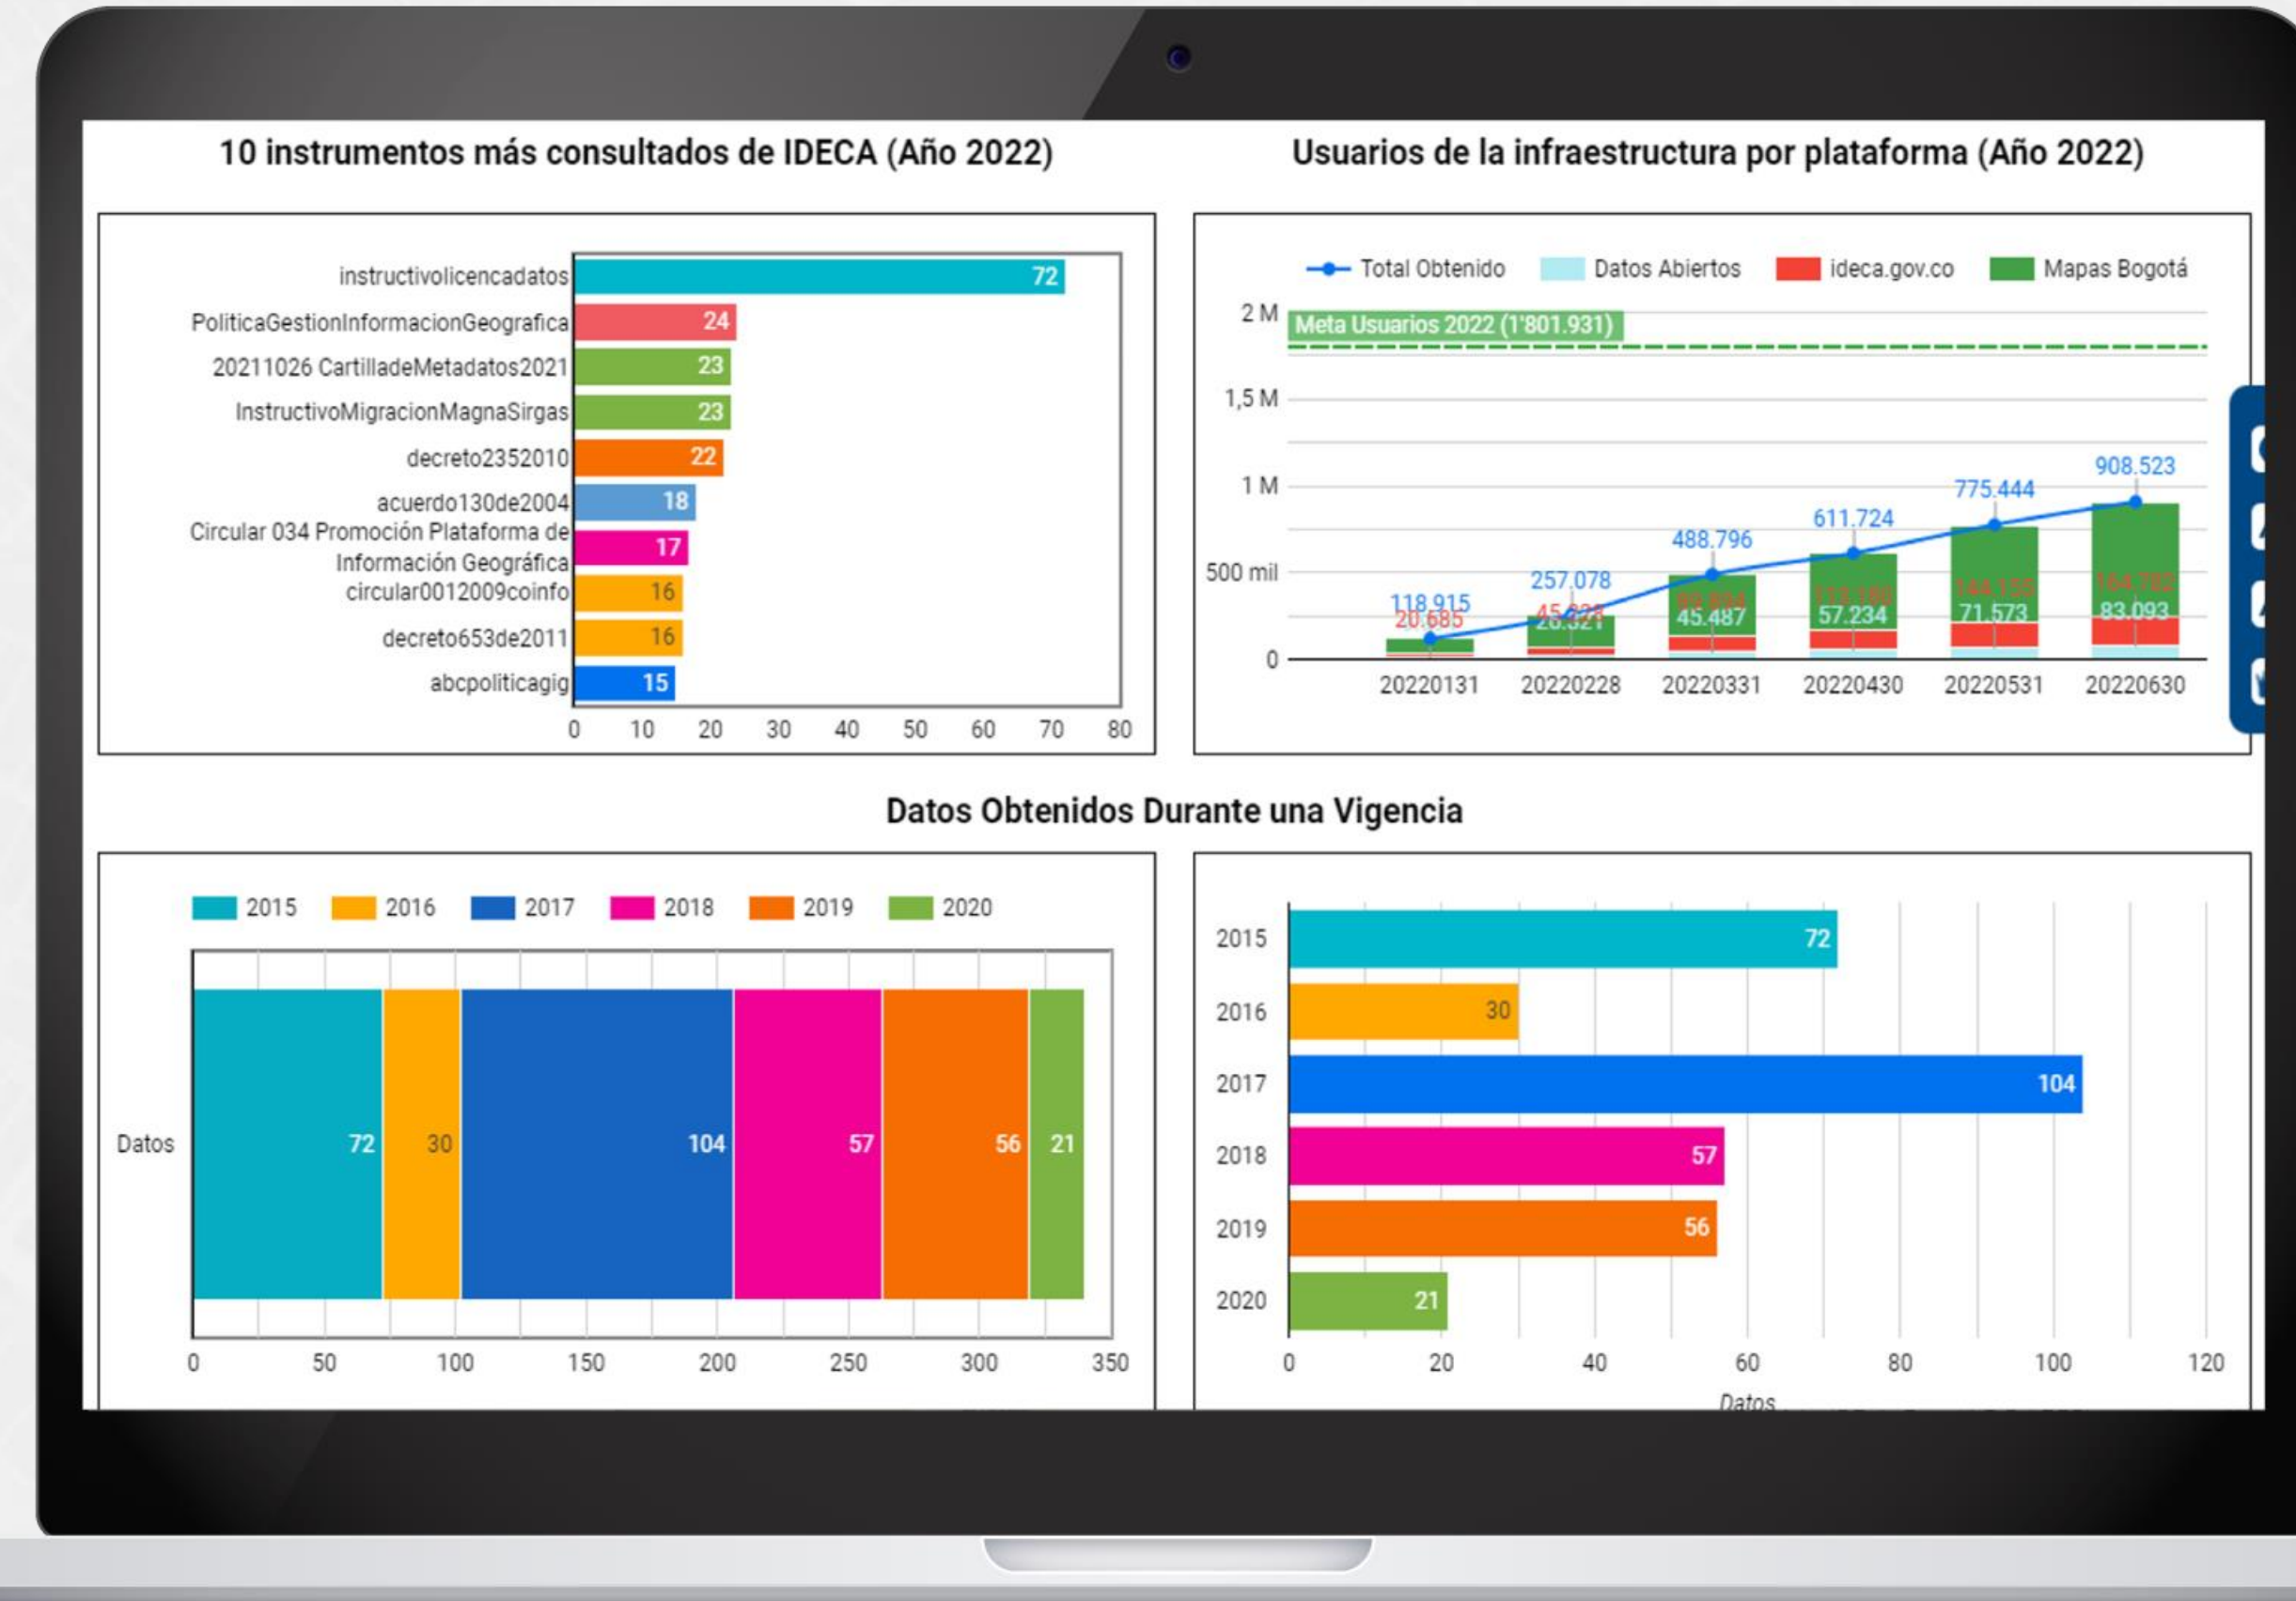 10 instrumentos más consultados de IDECA (Año 2022)
instructivolicencadatos
72
PoliticaGestionInformacionGeografica
24
20211026 CartilladeMetadatos2021
23
InstructivoMigracionMagnaSirgas
23
decreto2352010
22
acuerdo130de2004
18
Circular 034 Promoción Plataforma de
Información Geográfica
17
circular0012009coinfo
16
decreto653de2011
16
abcpoliticagig
15
0 10 20 30 40 50 60 70 80
Usuarios de la infraestructura por plataforma (Año 2022)
Total Obtenido Datos Abiertos ideca.gov.co Mapas Bogotá
2 M
Meta Usuarios 2022 (1'801.931)
1,5 M
1 M
500 mil
0
118.915 257.078 488.796 611.724 775.444 908.523
20.685
45.487 57.234 71.573 83.093
20220131 20220228 20220331 20220430 20220531 20220630
Datos Obtenidos Durante una Vigencia
2015 2016 2017 2018 2019 2020
Datos
72 30 104 57 56 21
0 50 100 150 200 250 300 350
2015 72
2016 30
2017 104
2018 57
2019 56
2020 21
0 20 40 60 80 100 120
Datos